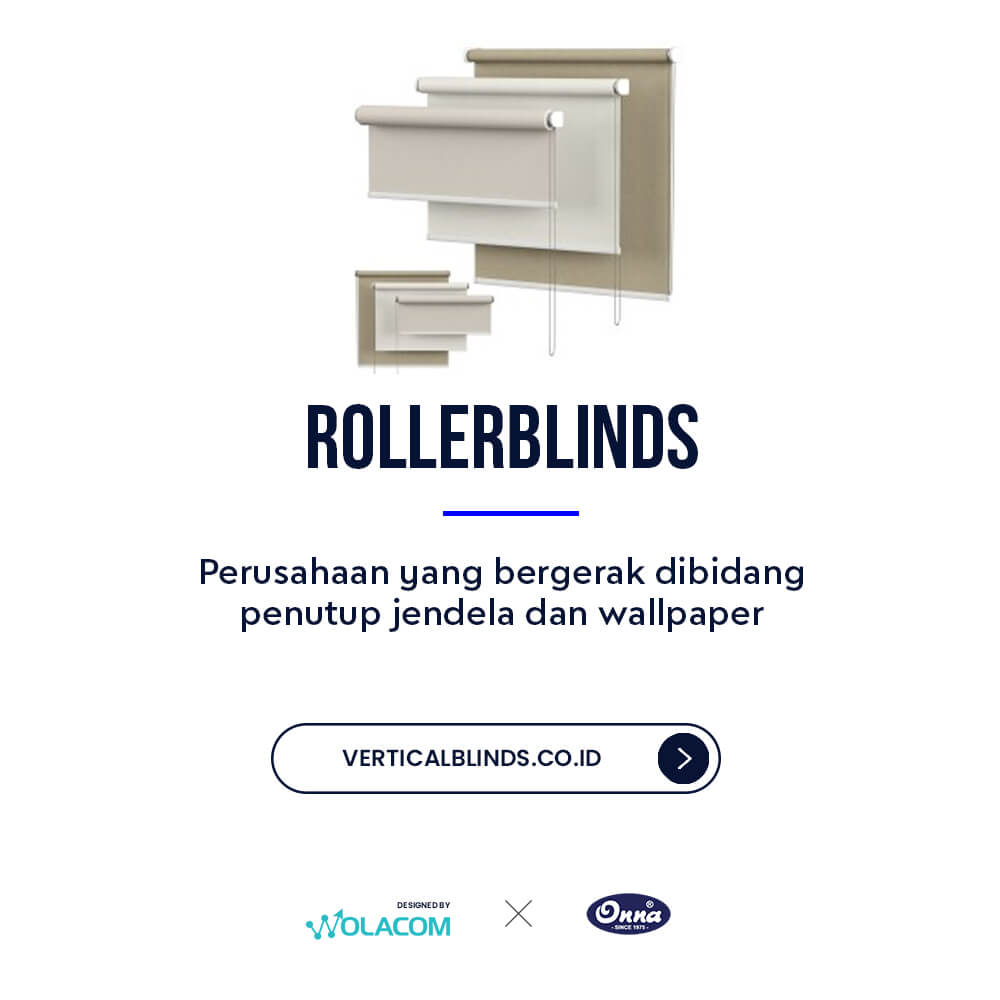 ROLLERBLINDS
Perusahaan yang bergerak dibidang
penutup jendela dan wallpaper
VERTICALBLINDS.CO.ID
DESIGNED BY
WOLACOM
Onna®
- SINCE 1975 -